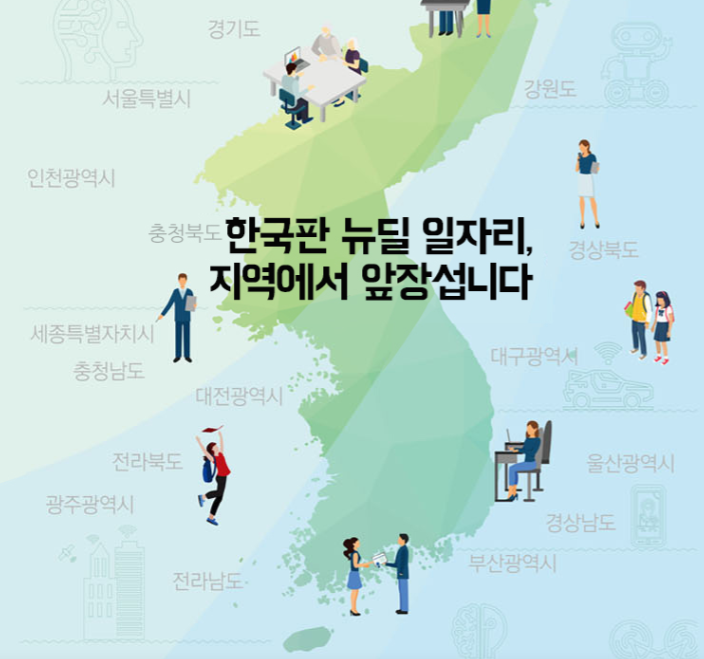 경기도
서울특별시
강원도
인천광역시
충청북도
한국판 뉴딜 일자리,
지역에서 앞장섭니다
경상북도
세종특별자치시
충청남도
대구광역시
대전광역시
전라북도
울산광역시
광주광역시
경상남도
부산광역시
전라남도